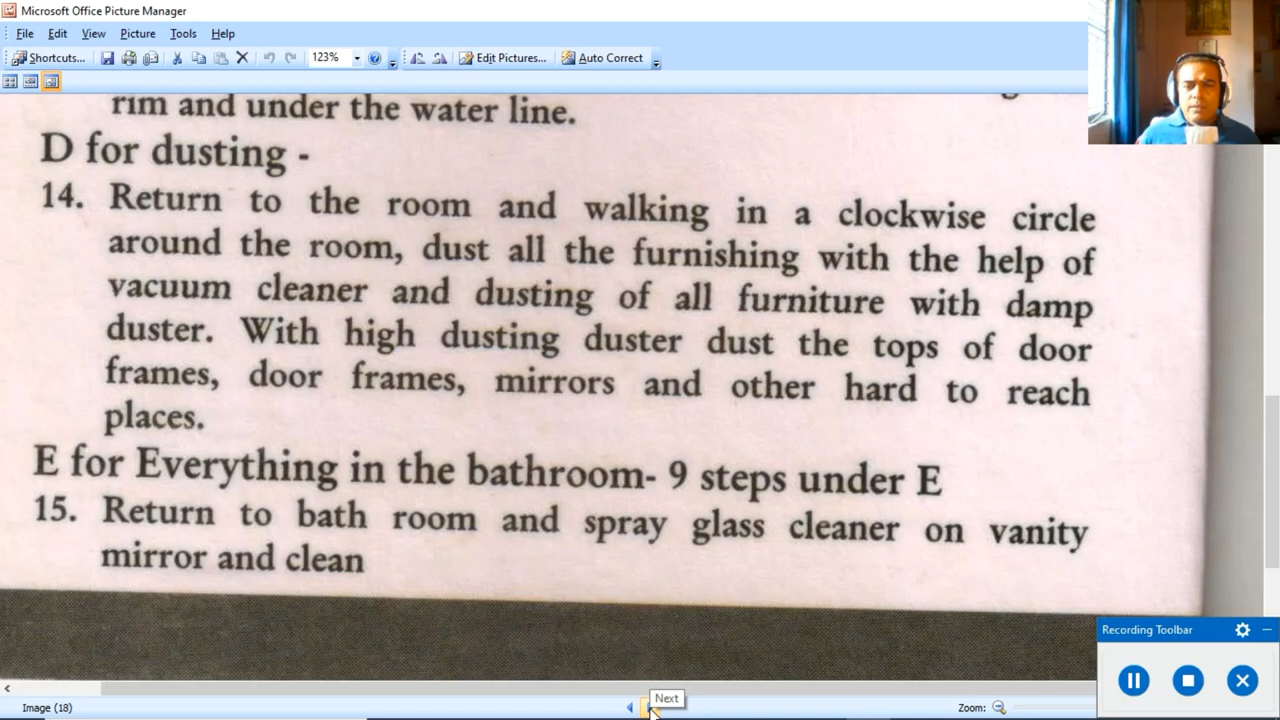 Microsoft Office Picture Manager
File Edit View Picture Tools Help
Shortcuts... 123% Edit Pictures... Auto Correct
rim and under the water line.
D for dusting -
14. Return to the room and walking in a clockwise circle
around the room, dust all the furnishing with the help of
vacuum cleaner and dusting of all furniture with damp
duster. With high dusting duster dust the tops of door
frames, door frames, mirrors and other hard to reach
places.
E for Everything in the bathroom- 9 steps under E
15. Return to bath room and spray glass cleaner on vanity
mirror and clean
Recording Toolbar
Next
Image (18) Zoom: